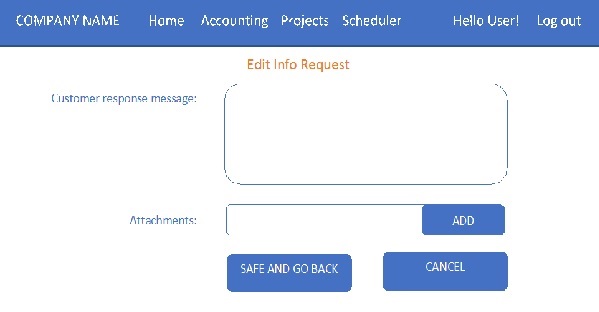 COMPANY NAME Home Accounting Projects Scheduler Hello User! Log out
Edit Info Request
Customer response message:
Attachments: ADD
SAFE AND GO BACK CANCEL